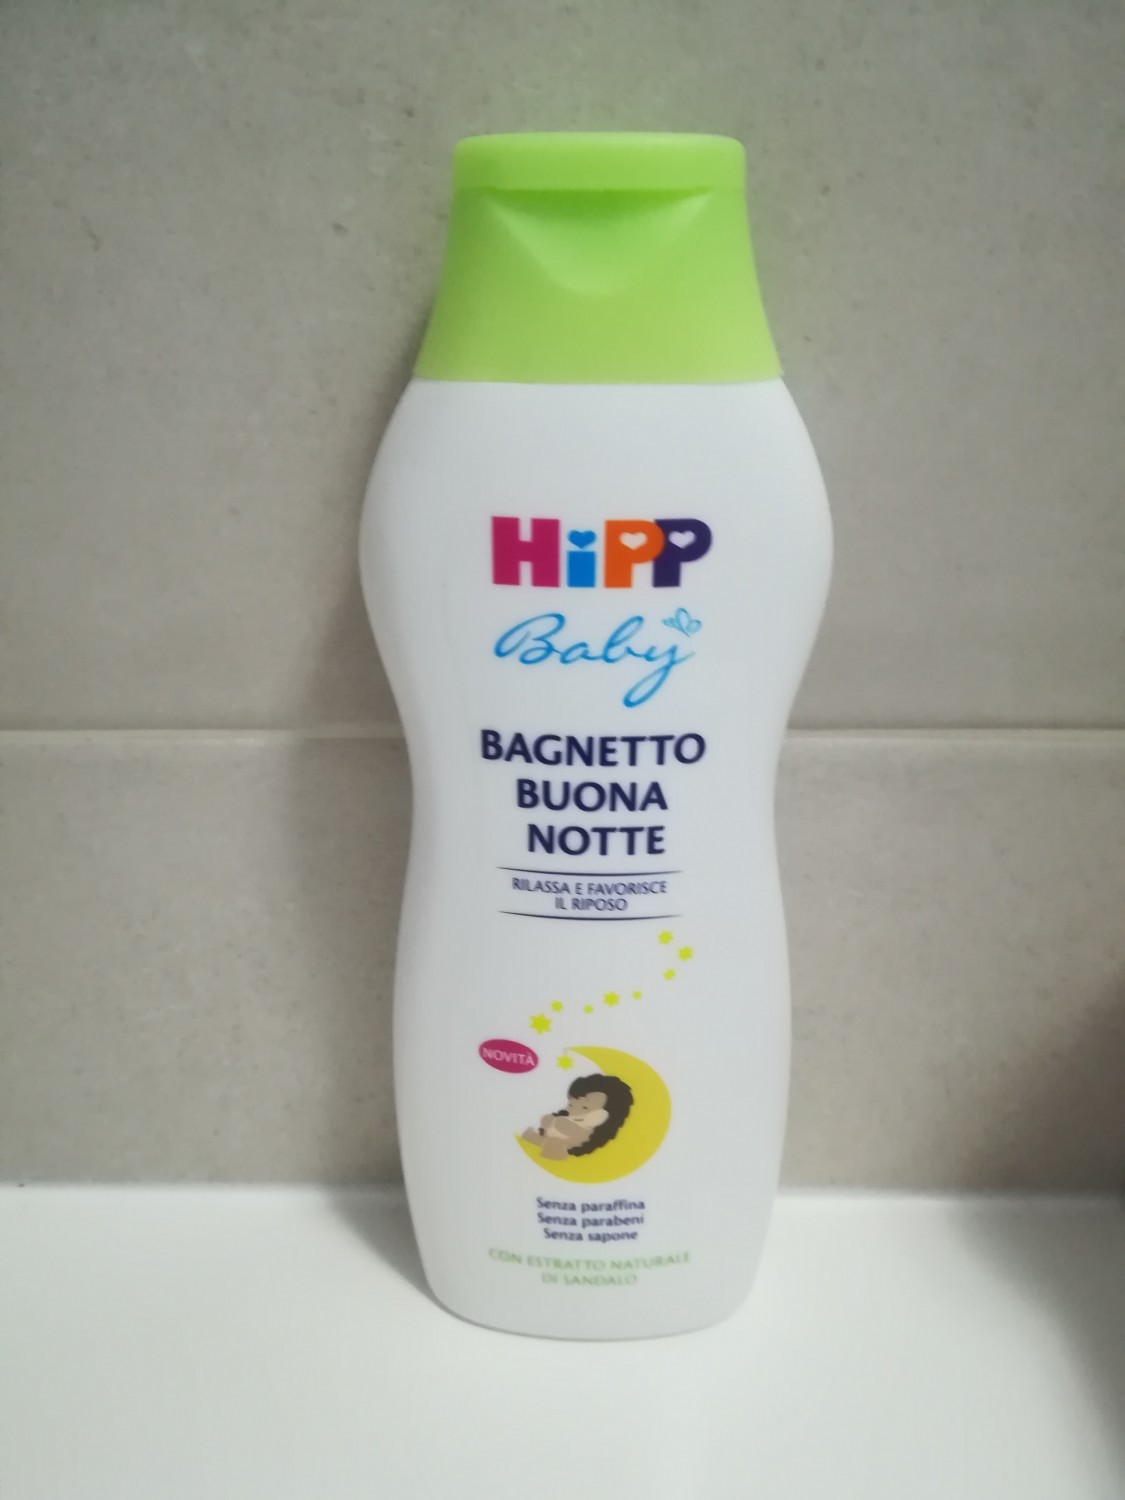 HiPP
Baby
BAGNETTO
BUONA
NOTTE
RILASSA E FAVORISCE
IL RIPOSO
NOVITÀ
Senza paraffina
Senza parabeni
Senza sapone
CON ESTRATTO NATURALE
DI SANDALO